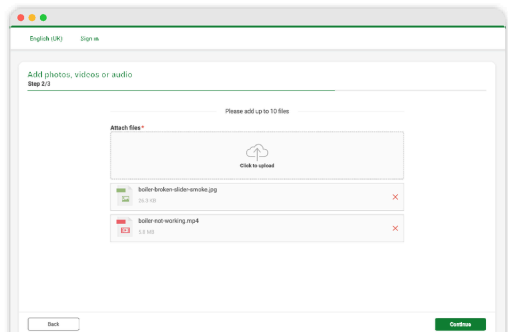 English (UK) Sign in
Add photos, videos or audio
Step 2/3
Please add up to 10 files
Attach files*
Click to upload
boiler-broken-slider-smoke.jpg
26.3 KB
boiler-not-working.mp4
5.8 MB
Back Continue